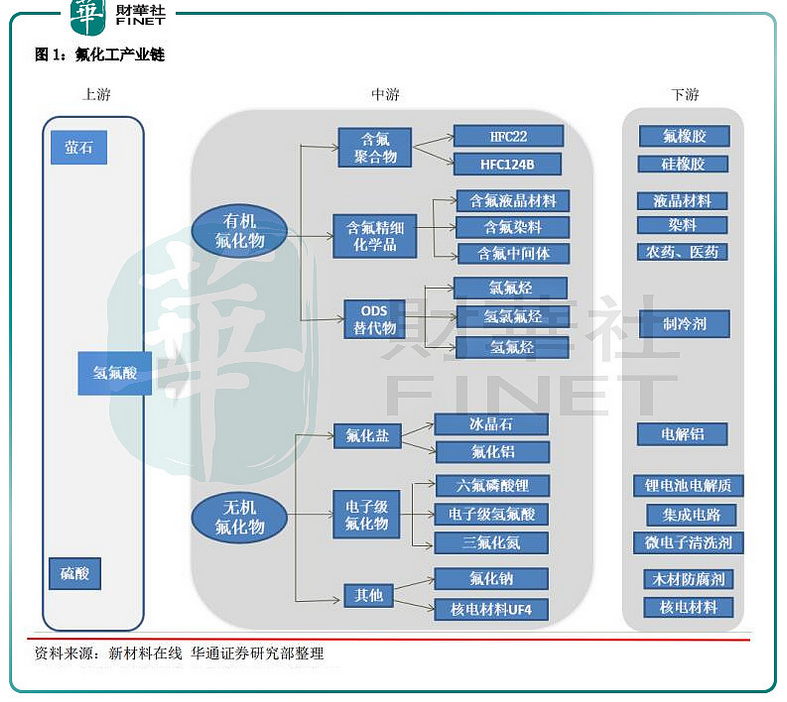 華
財華社
FINET
图 1：氟化工产业链
上游
中游
下游
萤石
氢氟酸
硫酸
有机
氟化物
含氟
聚合物
HFC22
HFC124B
含氟精细
化学品
含氟液晶材料
含氟染料
含氟中间体
ODS
替代物
氯氟烃
氢氯氟烃
氢氟烃
无机
氟化物
氟化盐
冰晶石
氟化铝
电子级
氟化物
六氟磷酸锂
电子级氢氟酸
三氟化氮
其他
氟化钠
核电材料UF4
氟橡胶
硅橡胶
液晶材料
染料
农药、医药
制冷剂
电解铝
锂电池电解质
集成电路
微电子清洗剂
木材防腐剂
核电材料
華
財華社
FINET
资料来源：新材料在线 华通证券研究部整理